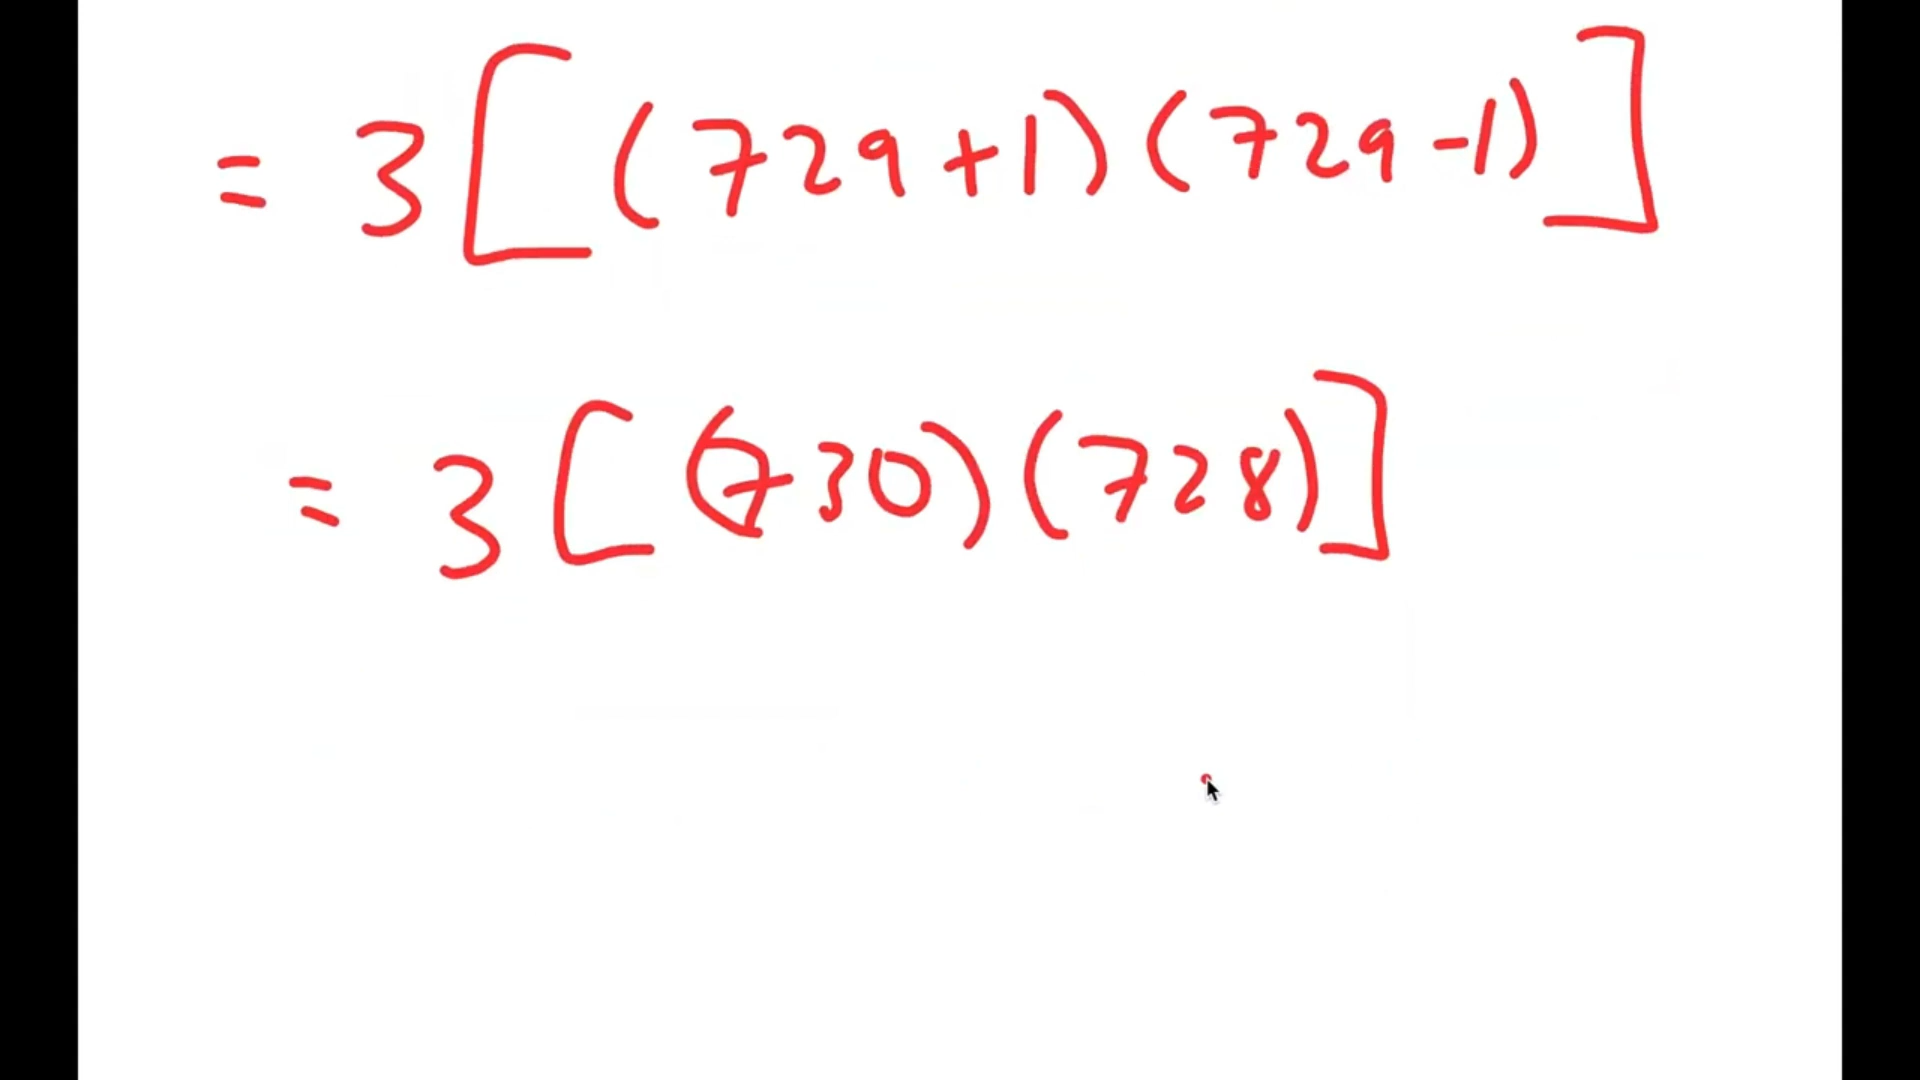 = 3 [ (729+1) (729-1) ]
= 3 [ (730) (728) ]